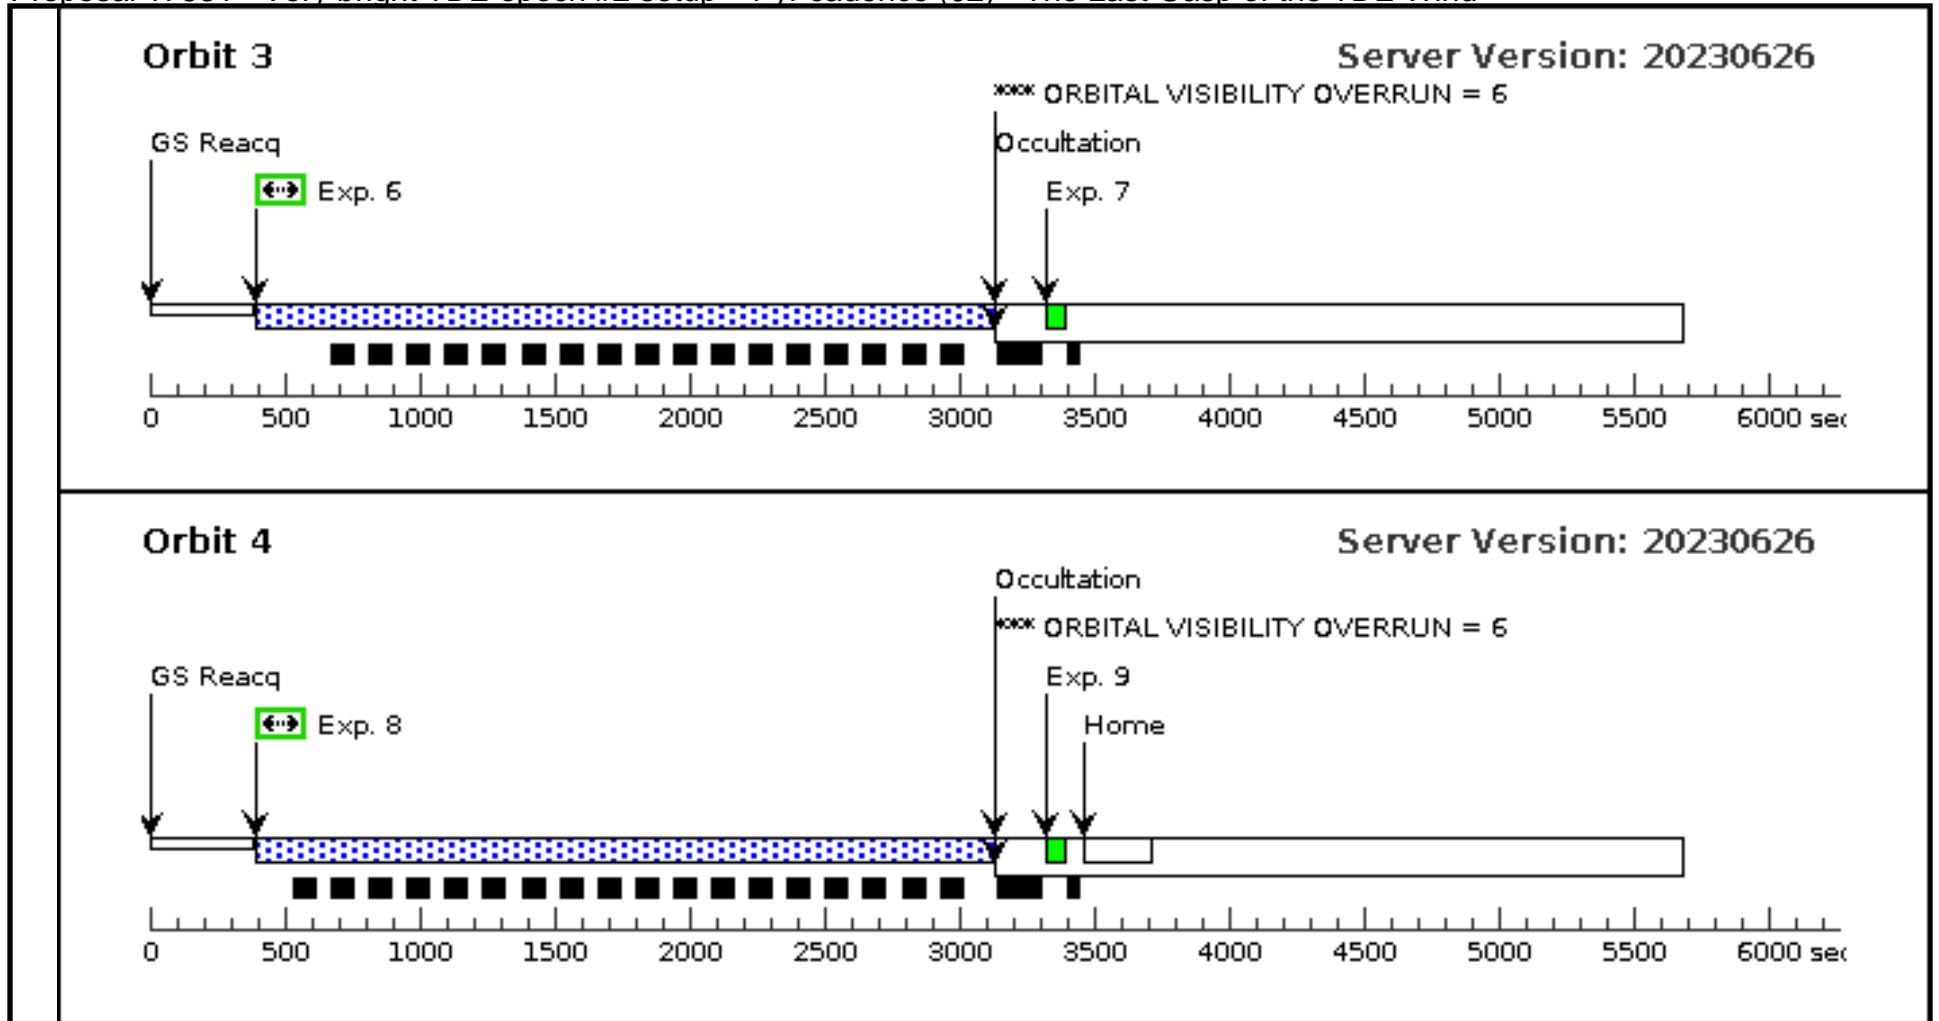 Orbit 3
Server Version: 20230626
*** ORBITAL VISIBILITY OVERRUN = 6
GS Reacq
Occultation
Exp. 6
Exp. 7
0 500 1000 1500 2000 2500 3000 3500 4000 4500 5000 5500 6000 sec
Orbit 4
Server Version: 20230626
Occultation
*** ORBITAL VISIBILITY OVERRUN = 6
GS Reacq
Exp. 9
Exp. 8
Home
0 500 1000 1500 2000 2500 3000 3500 4000 4500 5000 5500 6000 sec